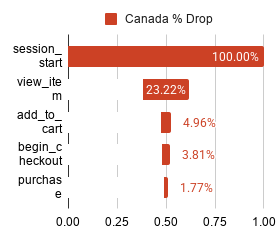 Canada % Drop
session_
start
100.00%
view_ite
m
23.22%
add_to_
cart
4.96%
begin_c
heckout
3.81%
purchas
e
1.77%
0.00 0.25 0.50 0.75 1.00